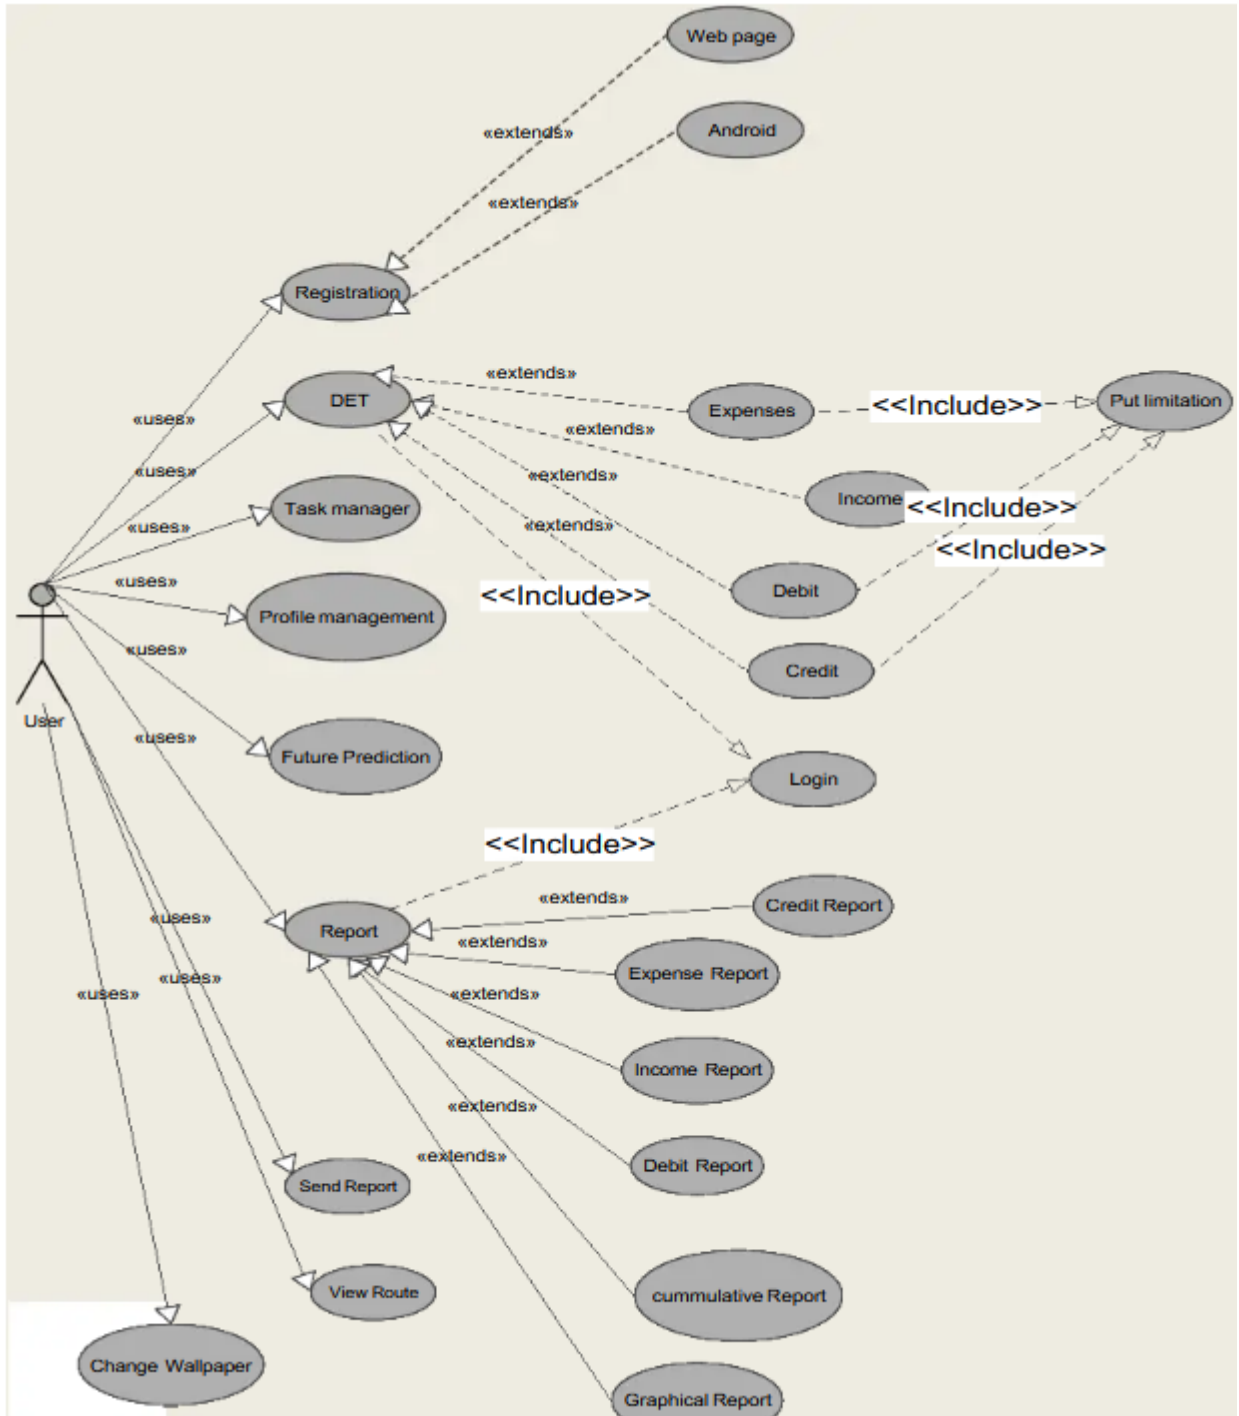 Web page
«extends»
Android
«extends»
Registration
«extends»
DET
Expenses
<<Include>>
Put limitation
«uses»
«extends»
«uses»
«extends»
Income
<<Include>>
Task manager
«uses»
«extends»
<<Include>>
«uses»
<<Include>>
Debit
Profile management
«uses»
Credit
User
«uses»
Future Prediction
Login
<<Include>>
«extends»
Credit Report
«uses»
Report
«extends»
Expense Report
«uses»
«uses»
«extends»
«extends»
Income Report
«extends»
«extends»
Debit Report
Send Report
View Route
cummulative Report
Change Wallpaper
Graphical Report